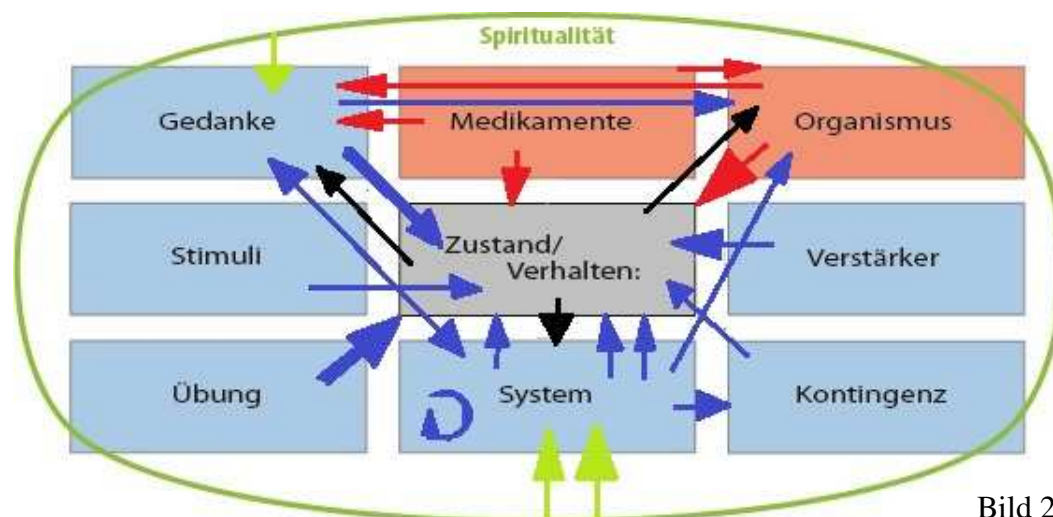 Spiritualität
Gedanke
Medikamente
Organismus
Stimuli
Zustand/
Verhalten:
Verstärker
Übung
System
Kontingenz
Bild 2